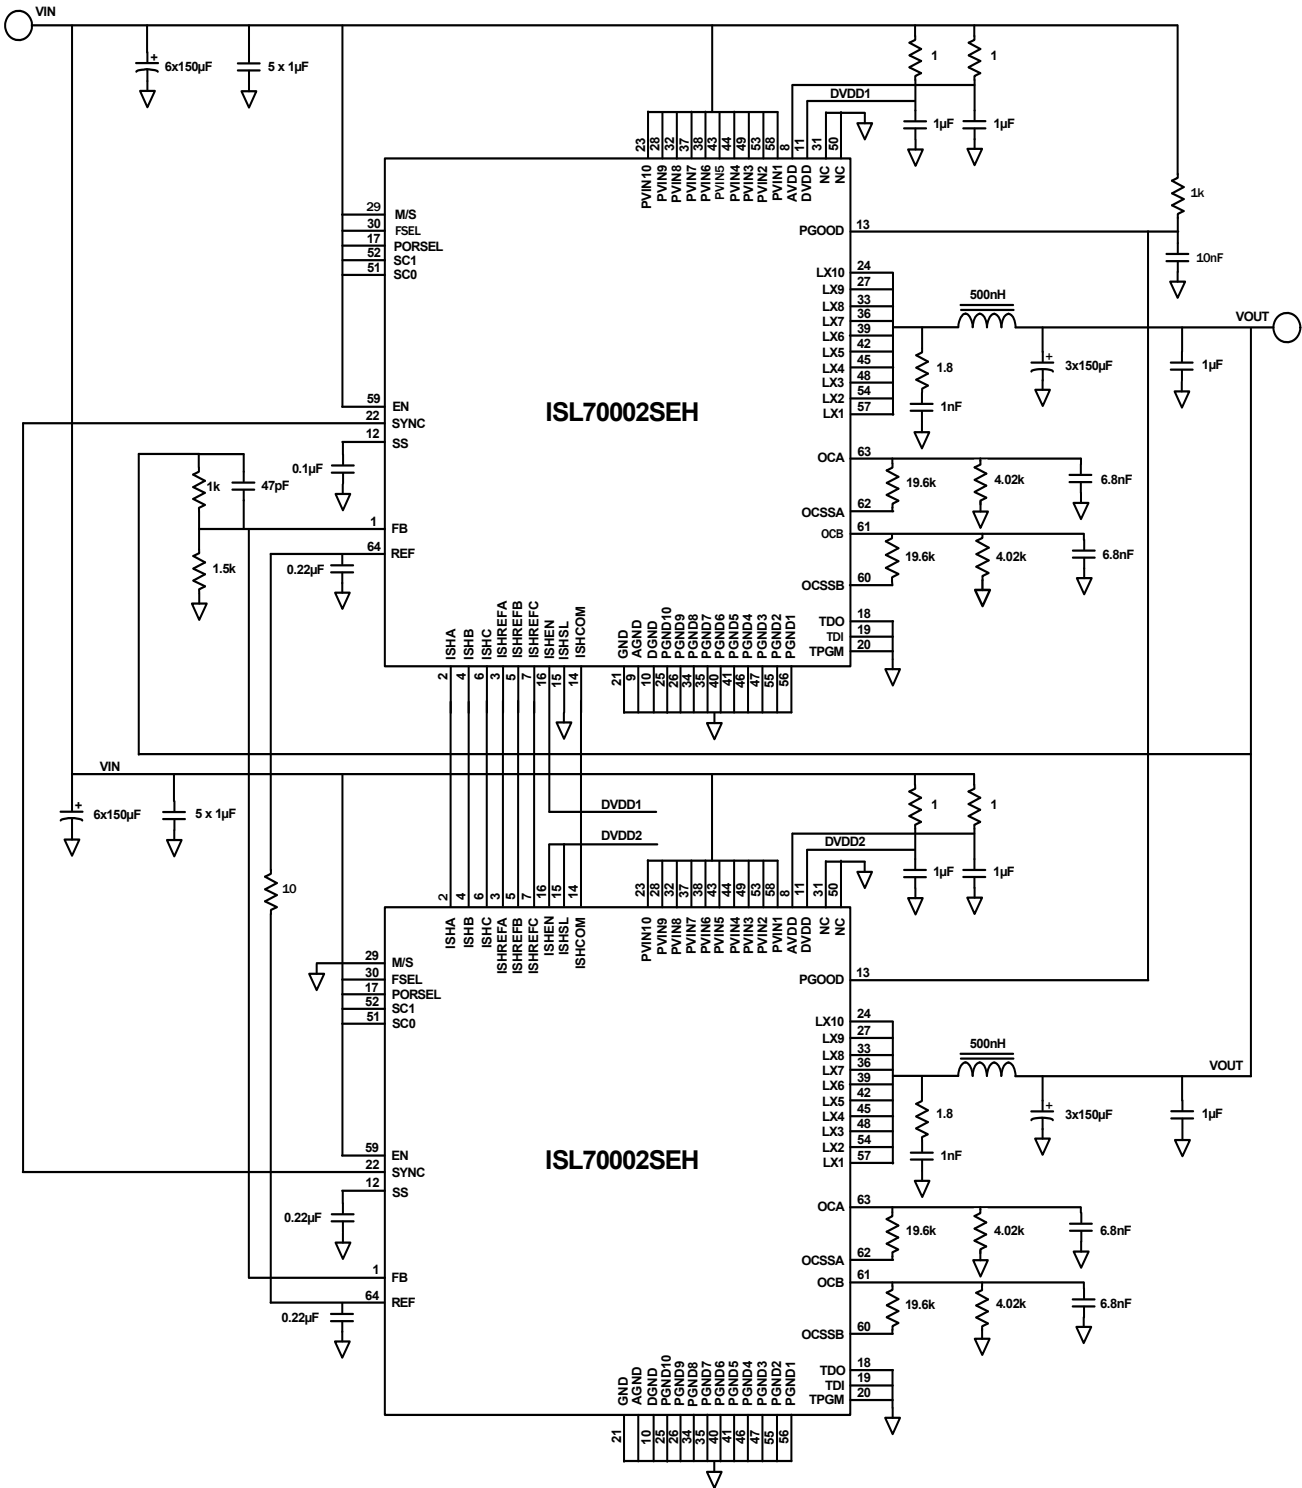 VIN
6x150µF
5 x 1µF
1
1
DVDD1
1µF
1µF
23 28 32 37 38 43 44 49 53 58 8 11 31 50
PVIN10 PVIN9 PVIN8 PVIN7 PVIN6 PVIN5 PVIN4 PVIN3 PVIN2 PVIN1 AVDD DVDD NC NC
1k
29 M/S
30 FSEL
17 PORSEL
52 SC1
51 SC0
PGOOD 13
10nF
LX10 24
LX9 27
LX8 33
LX7 36
LX6 39
LX5 42
LX4 45
LX3 48
LX2 54
LX1 57
500nH
VOUT
1.8
1nF
3x150µF
1µF
ISL70002SEH
59 EN
22 SYNC
12 SS
0.1µF
1k
47pF
1 FB
64 REF
1.5k
0.22µF
OCA 63
19.6k
4.02k
6.8nF
OCSSA 62
OCB 61
19.6k
4.02k
6.8nF
OCSSB 60
TDO 18
TDI 19
TPGM 20
ISHA ISHB ISHC ISHREFA ISHREFB ISHREFC ISHEN ISHSL ISHCOM
2 4 6 3 5 7 16 15 14
GND AGND DGND PGND10 PGND9 PGND8 PGND7 PGND6 PGND5 PGND4 PGND3 PGND2 PGND1
21 9 10 25 26 34 35 40 41 46 47 55 56
VIN
6x150µF
5 x 1µF
DVDD1
DVDD2
1
1
DVDD2
1µF
1µF
10
2 4 6 3 5 7 16 15 14
ISHA ISHB ISHC ISHREFA ISHREFB ISHREFC ISHEN ISHSL ISHCOM
23 28 32 37 38 43 44 49 53 58 8 11 31 50
PVIN10 PVIN9 PVIN8 PVIN7 PVIN6 PVIN5 PVIN4 PVIN3 PVIN2 PVIN1 AVDD DVDD NC NC
29 M/S
30 FSEL
17 PORSEL
52 SC1
51 SC0
PGOOD 13
LX10 24
LX9 27
LX8 33
LX7 36
LX6 39
LX5 42
LX4 45
LX3 48
LX2 54
LX1 57
500nH
VOUT
1.8
1nF
3x150µF
1µF
ISL70002SEH
59 EN
22 SYNC
12 SS
0.22µF
1 FB
64 REF
0.22µF
OCA 63
19.6k
4.02k
6.8nF
OCSSA 62
OCB 61
19.6k
4.02k
6.8nF
OCSSB 60
TDO 18
TDI 19
TPGM 20
GND AGND DGND PGND10 PGND9 PGND8 PGND7 PGND6 PGND5 PGND4 PGND3 PGND2 PGND1
21 10 25 26 34 35 40 41 46 47 55 56